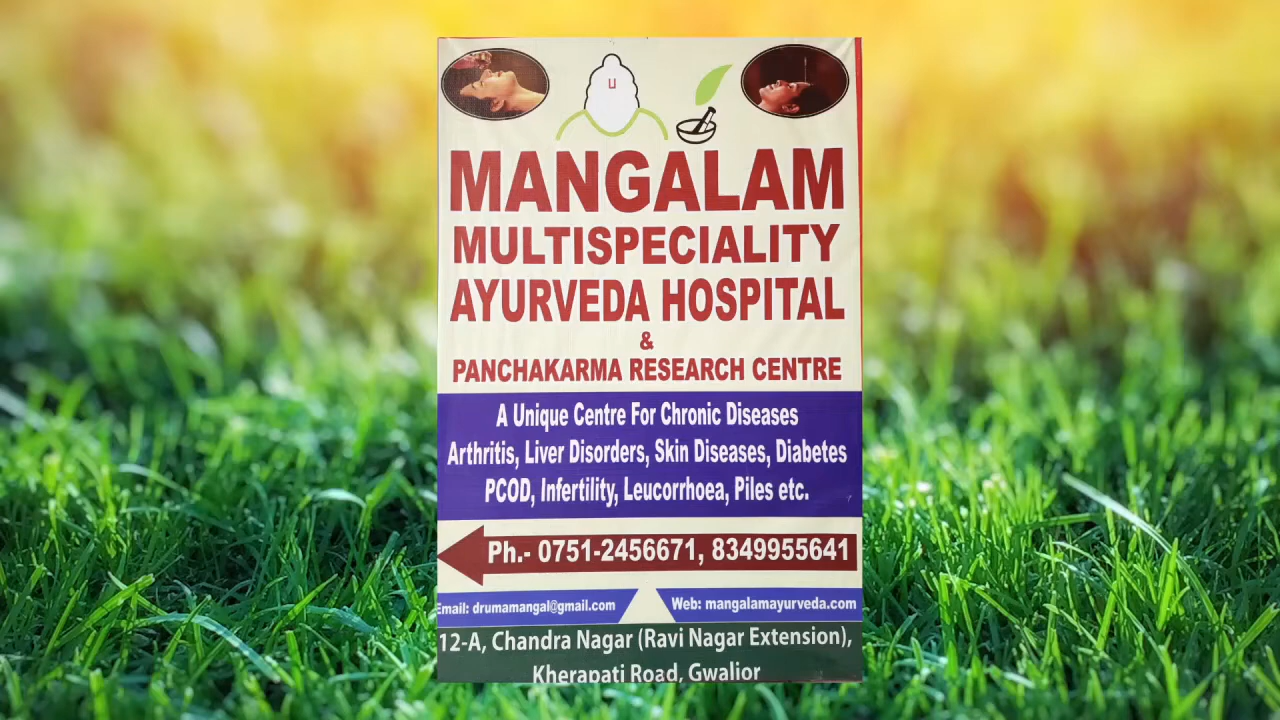 MANGALAM
MULTISPECIALITY
AYURVEDA HOSPITAL
&
PANCHAKARMA RESEARCH CENTRE
A Unique Centre For Chronic Diseases
Arthritis, Liver Disorders, Skin Diseases, Diabetes
PCOD, Infertility, Leucorrhoea, Piles etc.
Ph.- 0751-2456671, 8349955641
Email: drumamangal@gmail.com
Web: mangalamayurveda.com
12-A, Chandra Nagar (Ravi Nagar Extension),
Kherapati Road, Gwalior